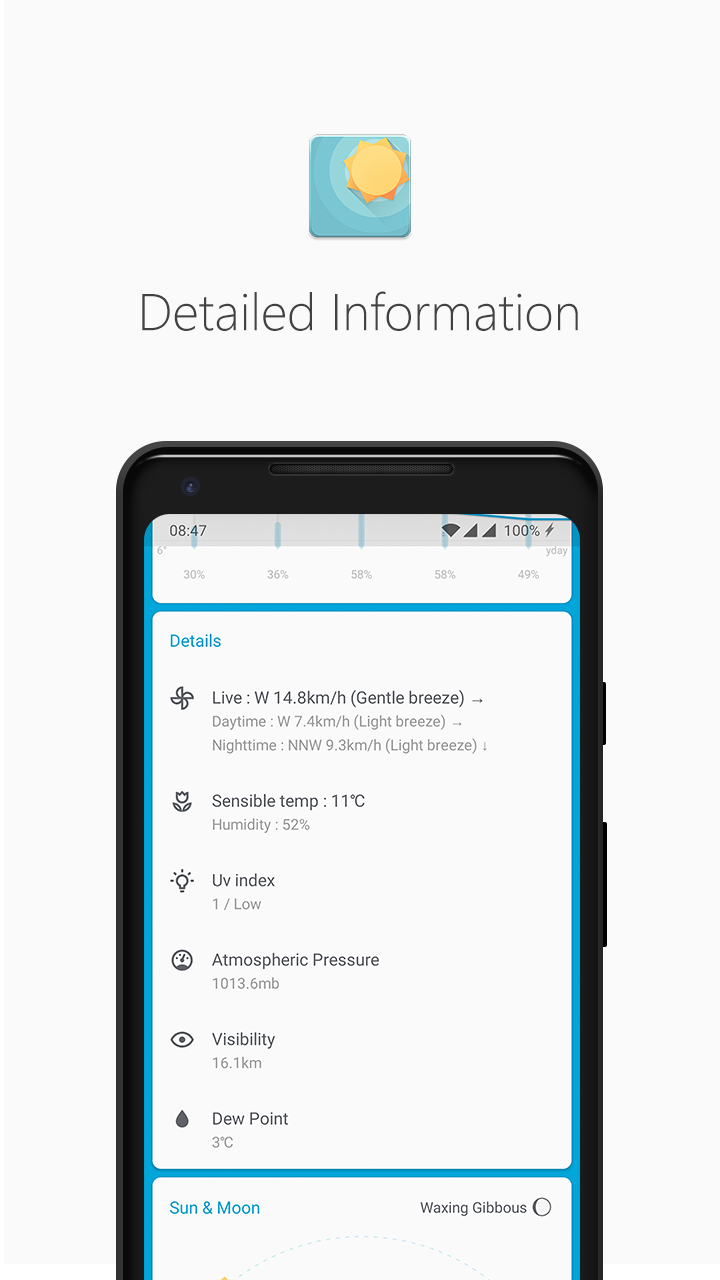 Detailed Information
08:47
100%
6°
yday
30% 36% 58% 58% 49%
Details
Live : W 14.8km/h (Gentle breeze) →
Daytime : W 7.4km/h (Light breeze) →
Nighttime : NNW 9.3km/h (Light breeze) ↓
Sensible temp : 11℃
Humidity : 52%
Uv index
1 / Low
Atmospheric Pressure
1013.6mb
Visibility
16.1km
Dew Point
3℃
Sun & Moon
Waxing Gibbous